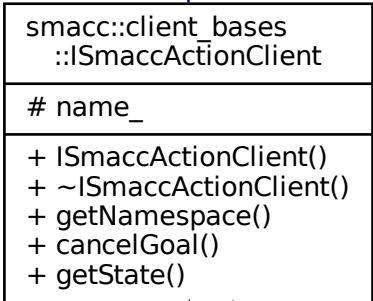 smacc::client_bases
::ISmaccActionClient
# name_
+ ISmaccActionClient()
+ ~ISmaccActionClient()
+ getNamespace()
+ cancelGoal()
+ getState()